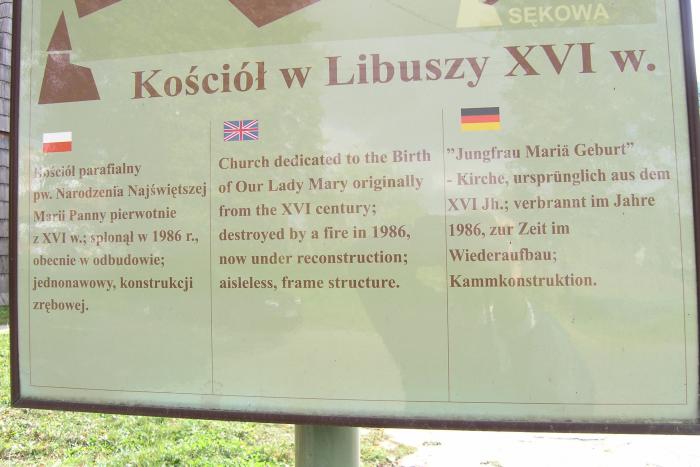 SĘKOWA
Kościół w Libuszy XVI w.
Kościół parafialny
pw. Narodzenia Najświętszej
Marii Panny pierwotnie
z XVI w.; spłonął w 1986 r.,
obecnie w odbudowie;
jednonawowy, konstrukcji
zrębowej.
Church dedicated to the Birth
of Our Lady Mary originally
from the XVI century;
destroyed by a fire in 1986,
now under reconstruction;
aisleless, frame structure.
”Jungfrau Mariä Geburt”
- Kirche, ursprünglich aus dem
XVI Jh.; verbrannt im Jahre
1986, zur Zeit im
Wiederaufbau;
Kammkonstruktion.